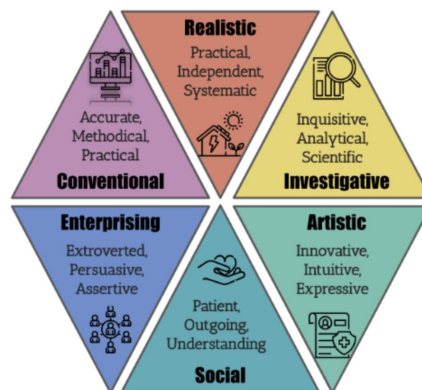 Realistic
Practical,
Independent,
Systematic
Accurate,
Methodical,
Practical
Conventional
Inquisitive,
Analytical,
Scientific
Investigative
Enterprising
Extroverted,
Persuasive,
Assertive
Patient,
Outgoing,
Understanding
Social
Artistic
Innovative,
Intuitive,
Expressive